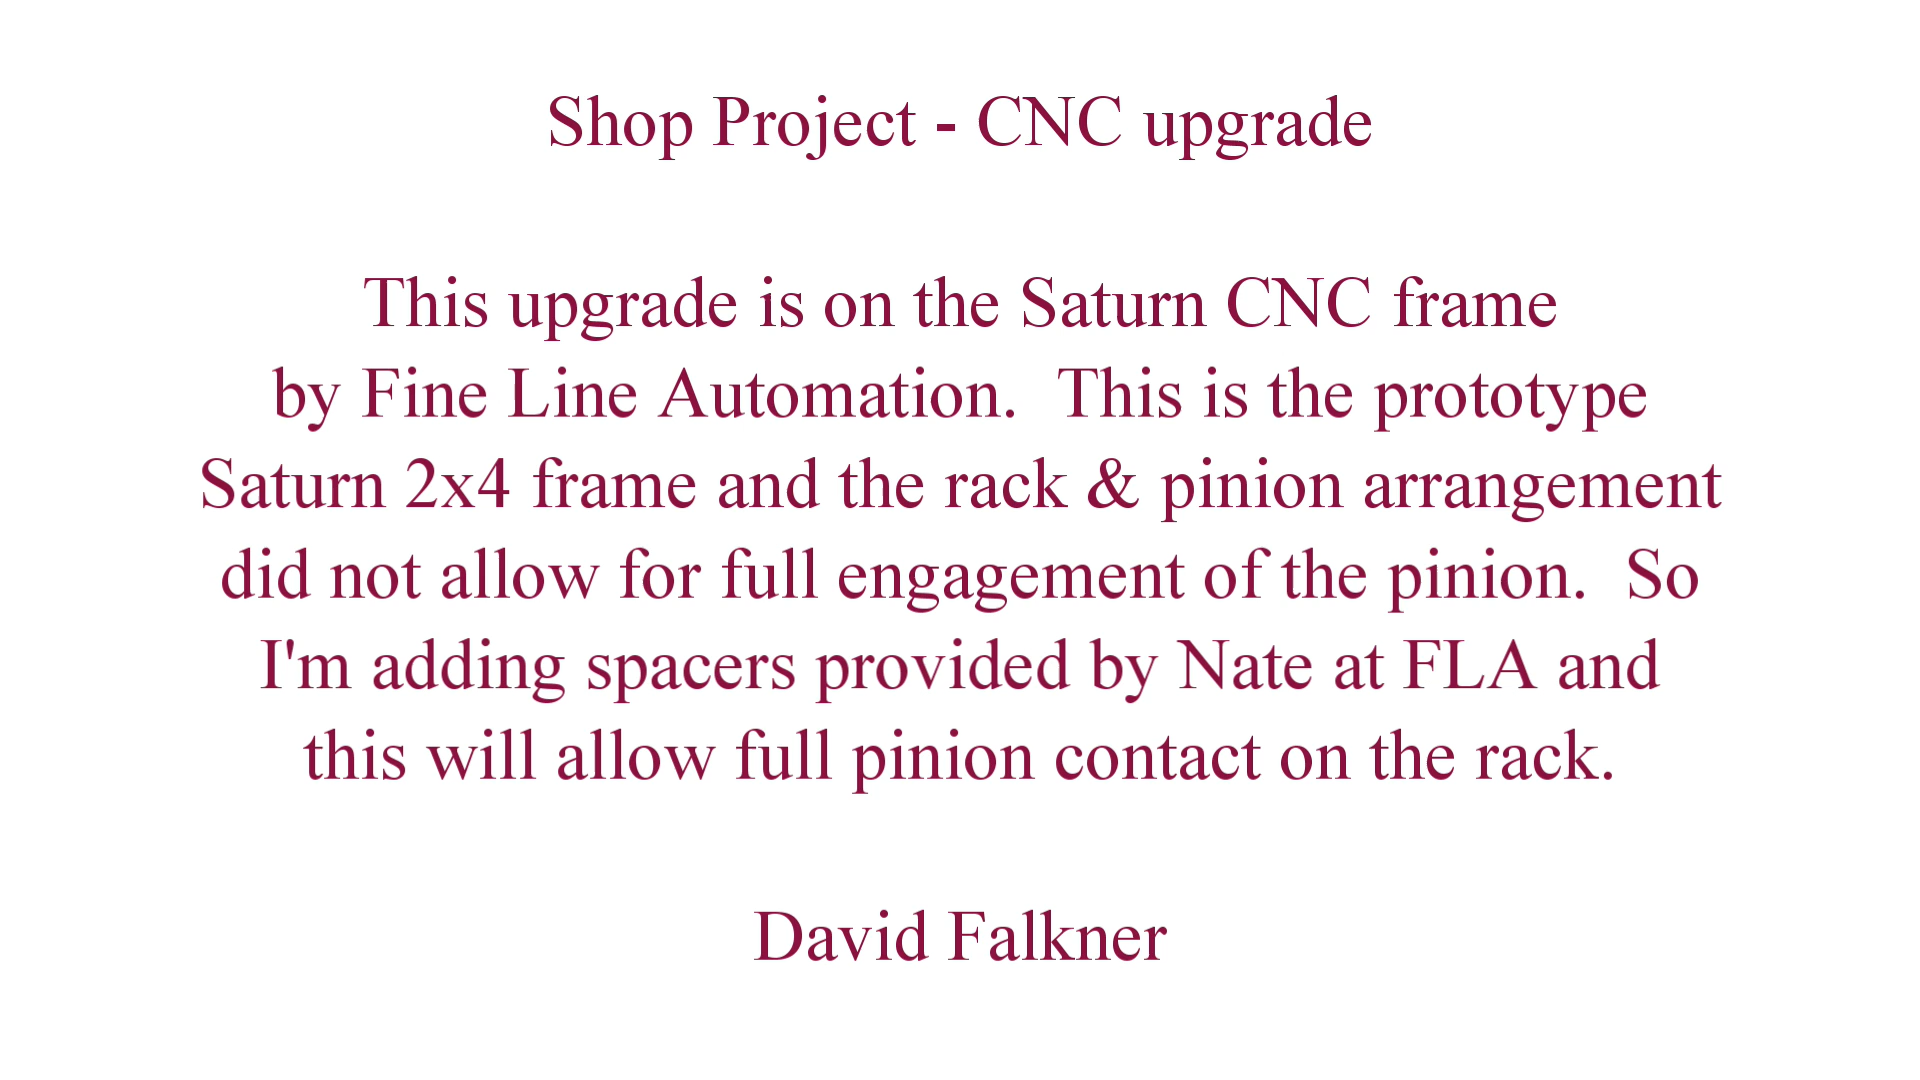 Shop Project - CNC upgrade
This upgrade is on the Saturn CNC frame
by Fine Line Automation.  This is the prototype
Saturn 2x4 frame and the rack & pinion arrangement
did not allow for full engagement of the pinion.  So
I'm adding spacers provided by Nate at FLA and
this will allow full pinion contact on the rack.
David Falkner